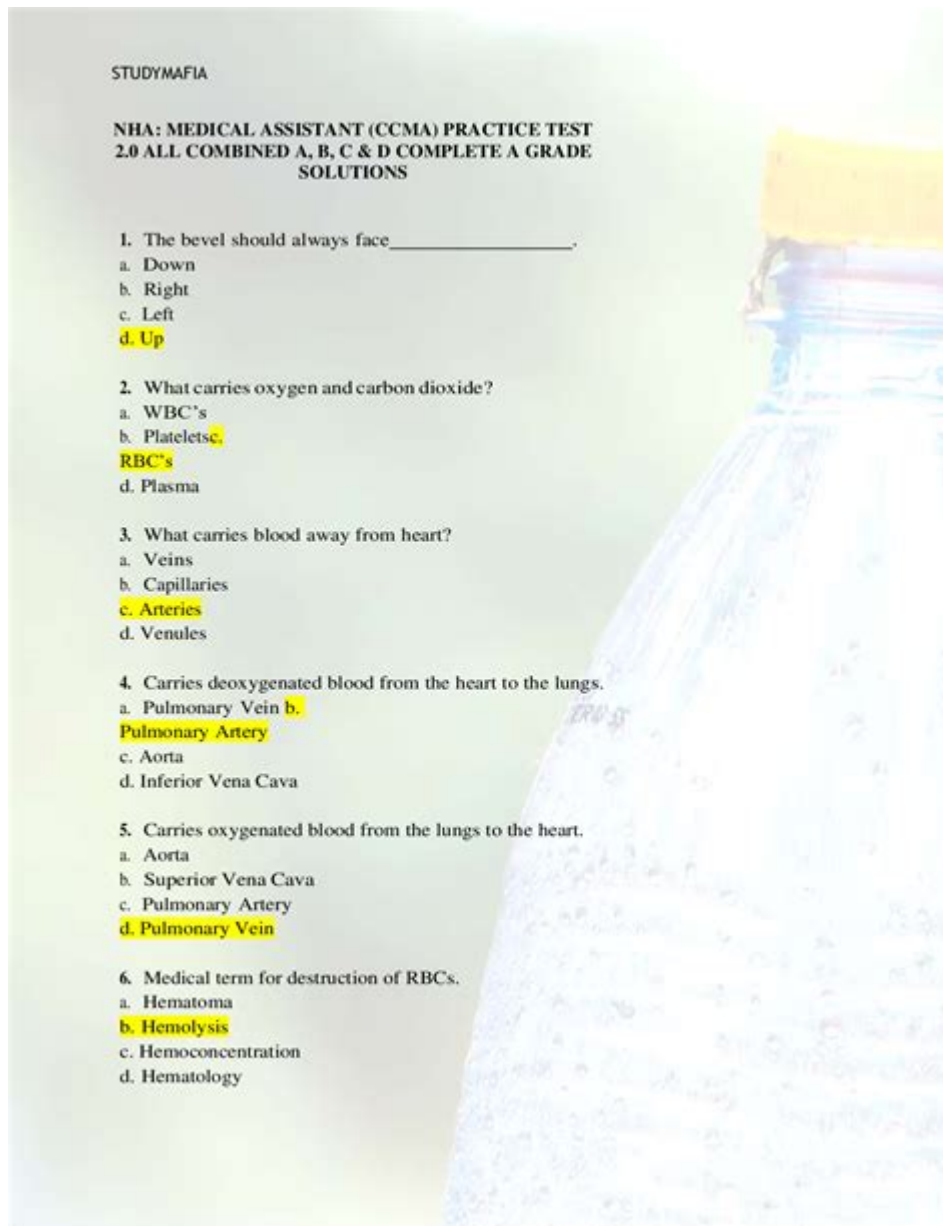 STUDYMAFIA
NHA: MEDICAL ASSISTANT (CCMA) PRACTICE TEST
2.0 ALL COMBINED A, B, C & D COMPLETE A GRADE
SOLUTIONS
1. The bevel should always face___________________.
a. Down
b. Right
c. Left
d. Up
2. What carries oxygen and carbon dioxide?
a. WBC's
b. Plateletsc.
RBC's
d. Plasma
3. What carries blood away from heart?
a. Veins
b. Capillaries
c. Arteries
d. Venules
4. Carries deoxygenated blood from the heart to the lungs.
a. Pulmonary Vein b.
Pulmonary Artery
c. Aorta
d. Inferior Vena Cava
5. Carries oxygenated blood from the lungs to the heart.
a. Aorta
b. Superior Vena Cava
c. Pulmonary Artery
d. Pulmonary Vein
6. Medical term for destruction of RBCs.
a. Hematoma
b. Hemolysis
c. Hemoconcentration
d. Hematology